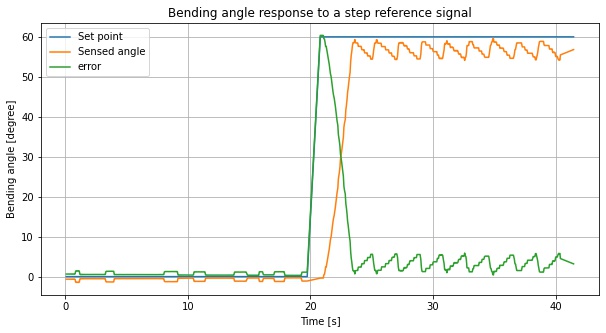 Bending angle response to a step reference signal
Set point
Sensed angle
error
Bending angle [degree]
60
50
40
30
20
10
0
0 10 20 30 40
Time [s]